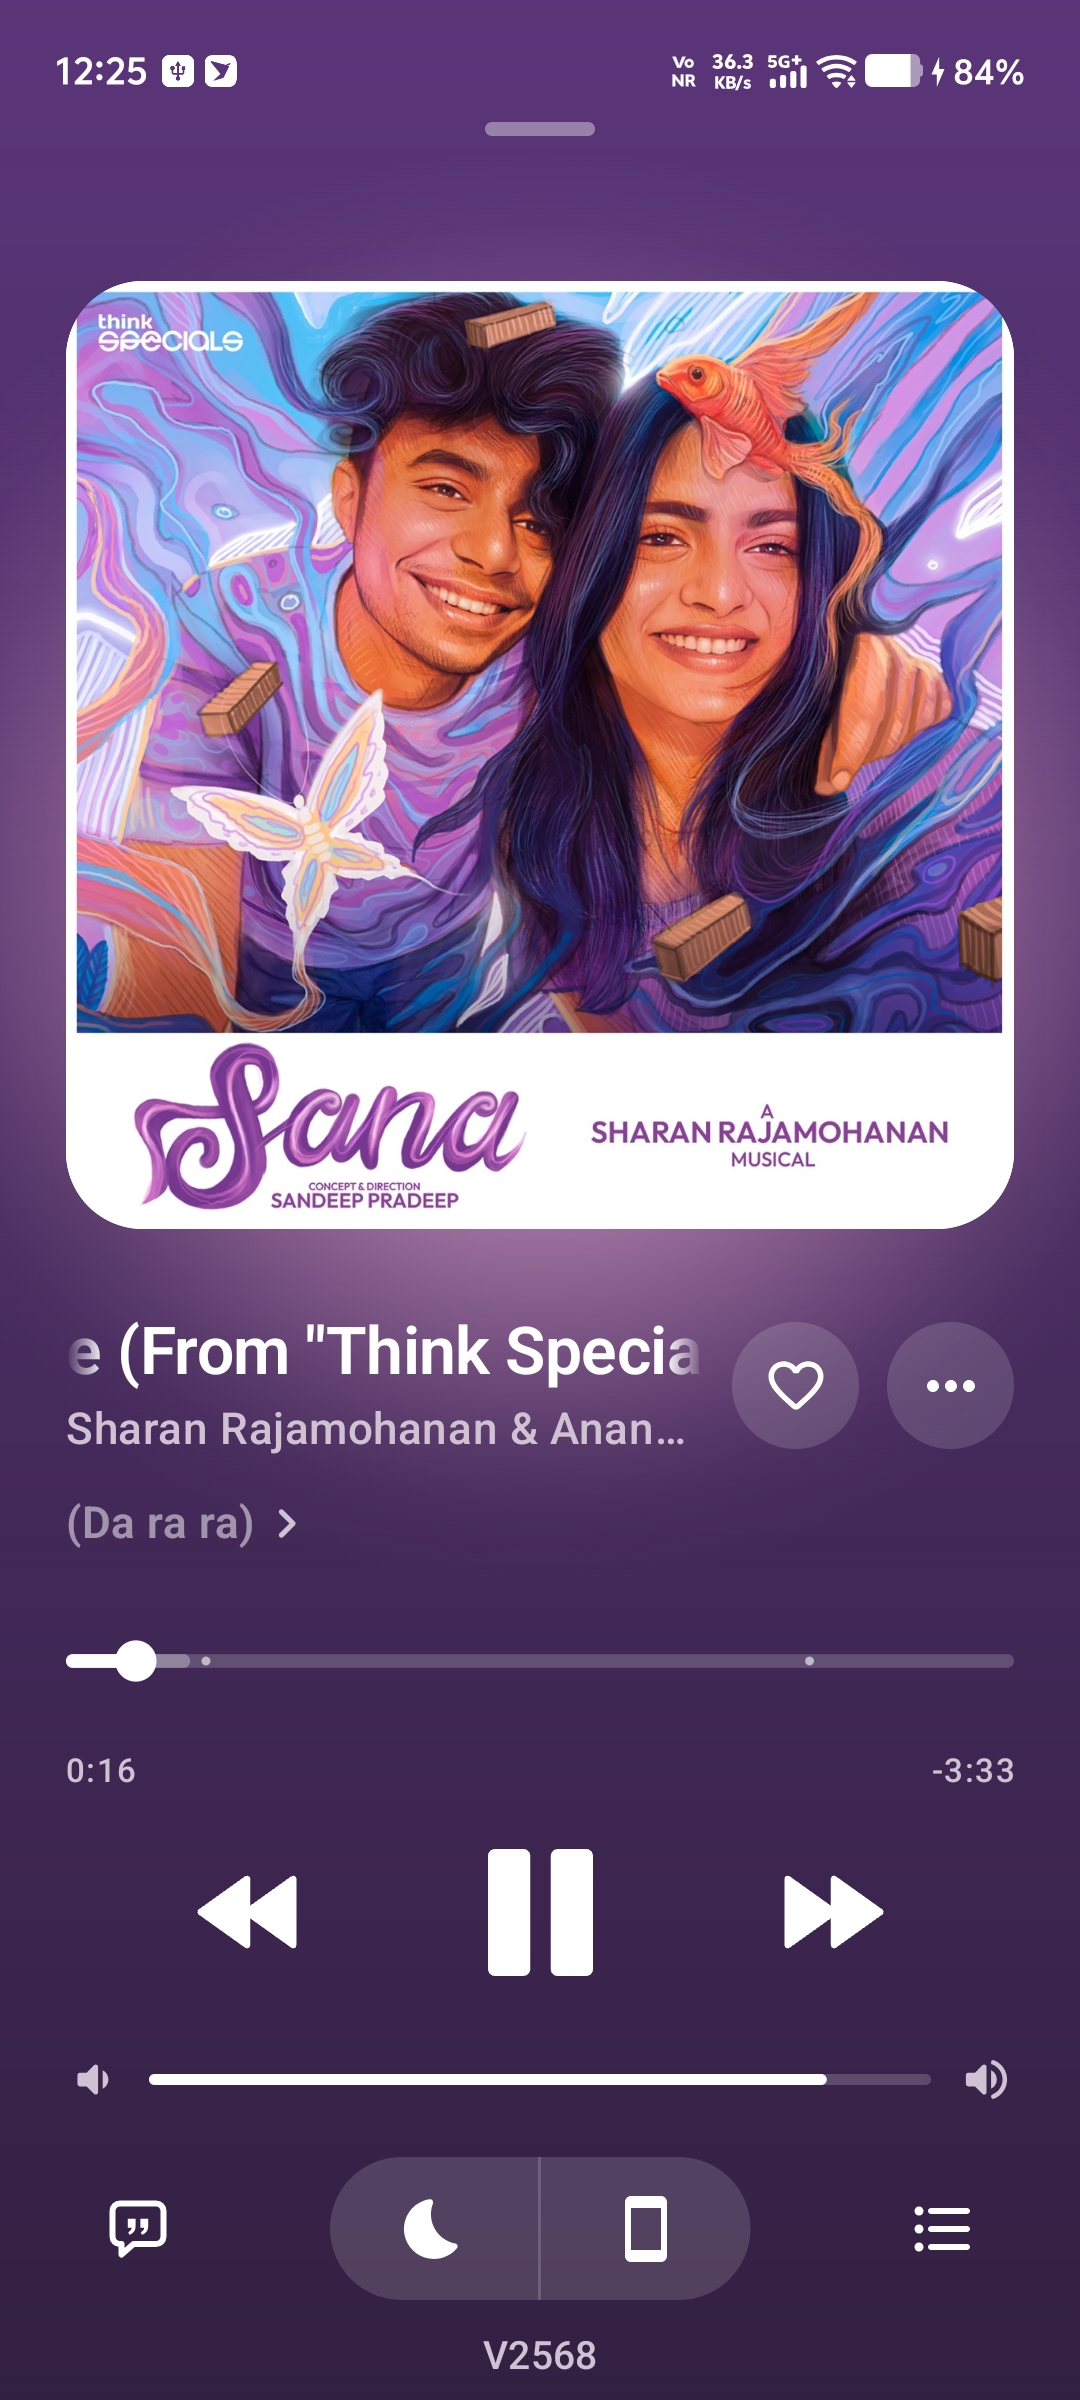 12:25
Vo NR 36.3 KB/s 5G+ 84%
think
SPECIALS
Sana
CONCEPT & DIRECTION
SANDEEP PRADEEP
A
SHARAN RAJAMOHANAN
MUSICAL
e (From "Think Specia
Sharan Rajamohanan & Anan...
(Da ra ra)
0:16 -3:33
V2568